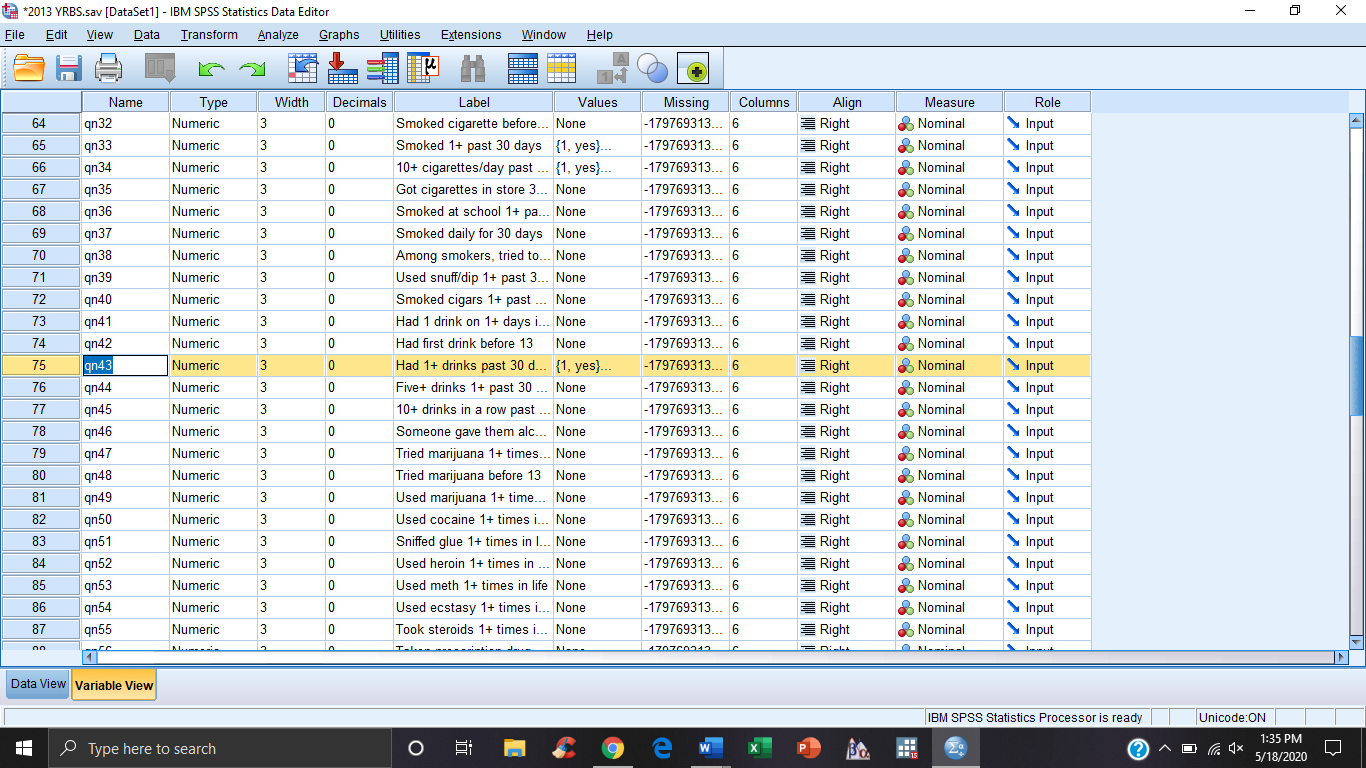 *2013 YRBS.sav [DataSet1] - IBM SPSS Statistics Data Editor
File Edit View Data Transform Analyze Graphs Utilities Extensions Window Help
Name Type Width Decimals Label Values Missing Columns Align Measure Role
64 qn32 Numeric 3 0 Smoked cigarette before... None -179769313... 6 Right Nominal Input
65 qn33 Numeric 3 0 Smoked 1+ past 30 days {1, yes}... -179769313... 6 Right Nominal Input
66 qn34 Numeric 3 0 10+ cigarettes/day past ... {1, yes}... -179769313... 6 Right Nominal Input
67 qn35 Numeric 3 0 Got cigarettes in store 3... None -179769313... 6 Right Nominal Input
68 qn36 Numeric 3 0 Smoked at school 1+ pa... None -179769313... 6 Right Nominal Input
69 qn37 Numeric 3 0 Smoked daily for 30 days None -179769313... 6 Right Nominal Input
70 qn38 Numeric 3 0 Among smokers, tried to... None -179769313... 6 Right Nominal Input
71 qn39 Numeric 3 0 Used snuff/dip 1+ past 3... None -179769313... 6 Right Nominal Input
72 qn40 Numeric 3 0 Smoked cigars 1+ past ... None -179769313... 6 Right Nominal Input
73 qn41 Numeric 3 0 Had 1 drink on 1+ days i... None -179769313... 6 Right Nominal Input
74 qn42 Numeric 3 0 Had first drink before 13 None -179769313... 6 Right Nominal Input
75 qn43 Numeric 3 0 Had 1+ drinks past 30 d... {1, yes}... -179769313... 6 Right Nominal Input
76 qn44 Numeric 3 0 Five+ drinks 1+ past 30 ... None -179769313... 6 Right Nominal Input
77 qn45 Numeric 3 0 10+ drinks in a row past ... None -179769313... 6 Right Nominal Input
78 qn46 Numeric 3 0 Someone gave them alc... None -179769313... 6 Right Nominal Input
79 qn47 Numeric 3 0 Tried marijuana 1+ times... None -179769313... 6 Right Nominal Input
80 qn48 Numeric 3 0 Tried marijuana before 13 None -179769313... 6 Right Nominal Input
81 qn49 Numeric 3 0 Used marijuana 1+ time... None -179769313... 6 Right Nominal Input
82 qn50 Numeric 3 0 Used cocaine 1+ times i... None -179769313... 6 Right Nominal Input
83 qn51 Numeric 3 0 Sniffed glue 1+ times in l... None -179769313... 6 Right Nominal Input
84 qn52 Numeric 3 0 Used heroin 1+ times in ... None -179769313... 6 Right Nominal Input
85 qn53 Numeric 3 0 Used meth 1+ times in life None -179769313... 6 Right Nominal Input
86 qn54 Numeric 3 0 Used ecstasy 1+ times i... None -179769313... 6 Right Nominal Input
87 qn55 Numeric 3 0 Took steroids 1+ times i... None -179769313... 6 Right Nominal Input
Data View Variable View
IBM SPSS Statistics Processor is ready Unicode:ON
Type here to search
1:35 PM
5/18/2020